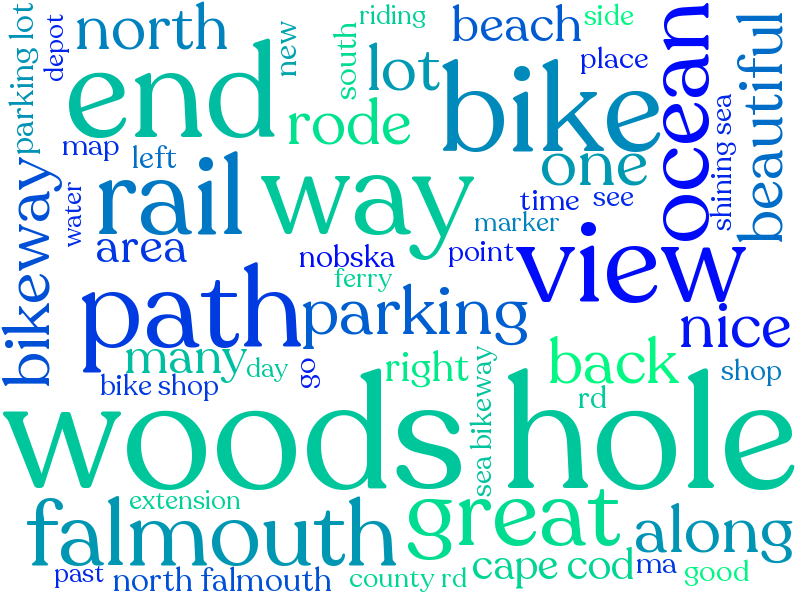 parking lot
depot
north
new
south
riding
beach
side
ocean
beautiful
end
lot
bike
place
rode
map
left
one
shining sea
rail
way
time
see
bikeway
water
area
marker
nobska
point
view
ferry
path
parking
nice
many
day
go
right
back
shop
bike shop
rd
sea bikeway
woods hole
extension
great
falmouth
along
cape cod
ma
good
past
north falmouth
county rd